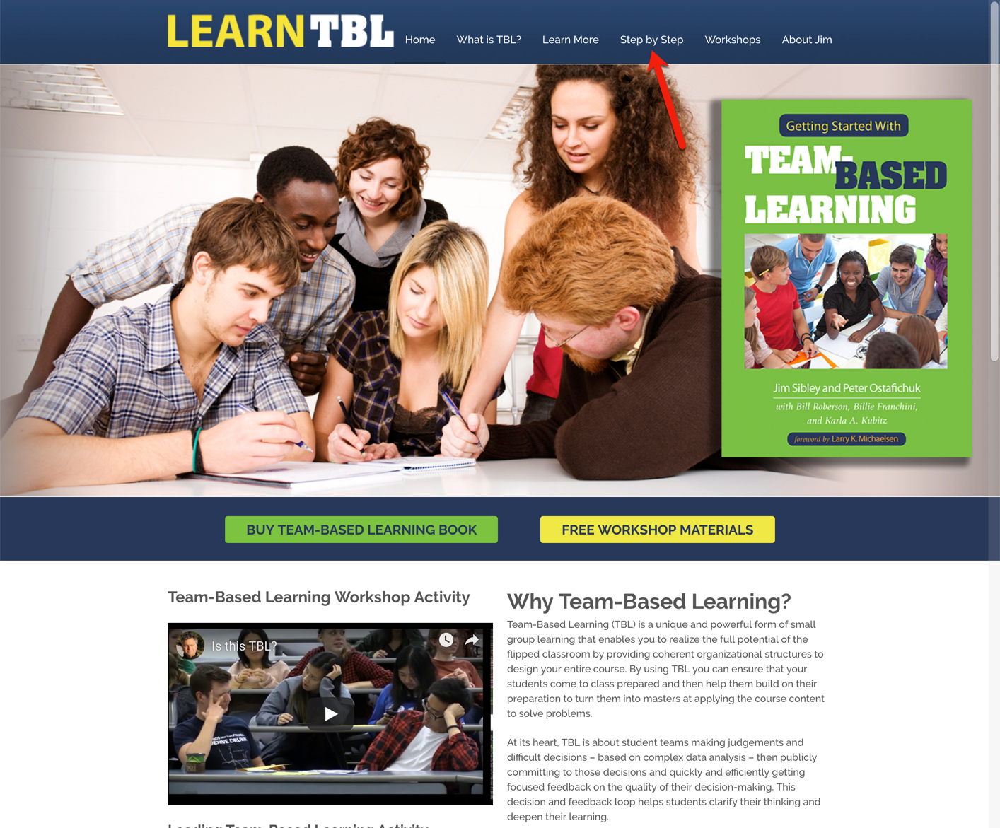 LEARNTBL
Home What is TBL? Learn More Step by Step Workshops About Jim
Getting Started With
TEAM-
BASED
LEARNING
Jim Sibley and Peter Ostafichuk
with Bill Roberson, Billie Franchini,
and Karla A. Kubitz
foreword by Larry K. Michaelsen
BUY TEAM-BASED LEARNING BOOK
FREE WORKSHOP MATERIALS
Team-Based Learning Workshop Activity
Is this TBL?
Why Team-Based Learning?
Team-Based Learning (TBL) is a unique and powerful form of small
group learning that enables you to realize the full potential of the
flipped classroom by providing coherent organizational structures to
design your entire course. By using TBL you can ensure that your
students come to class prepared and then help them build on their
preparation to turn them into masters at applying the course content
to solve problems.
At its heart, TBL is about student teams making judgements and
difficult decisions – based on complex data analysis – then publicly
committing to those decisions and quickly and efficiently getting
focused feedback on the quality of their decision-making. This
decision and feedback loop helps students clarify their thinking and
deepen their learning.
Leading Team-Based Learning Activity